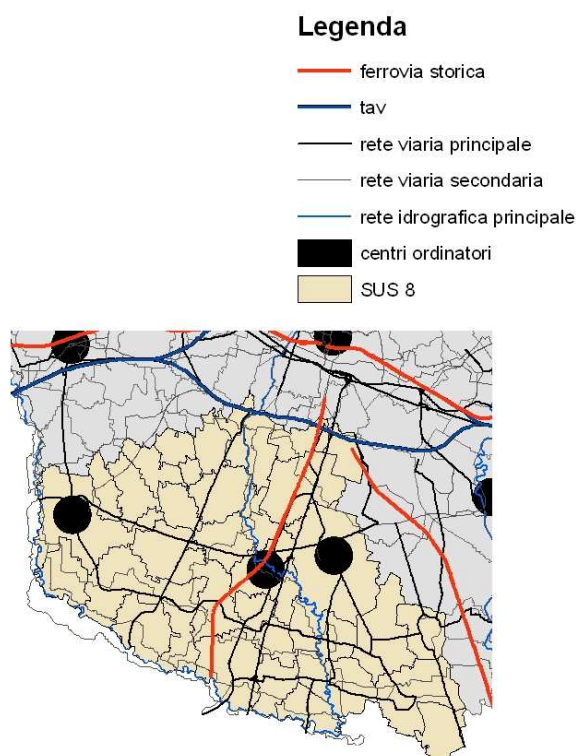 Legenda
ferrovia storica
tav
rete viaria principale
rete viaria secondaria
rete idrografica principale
centri ordinatori
SUS 8